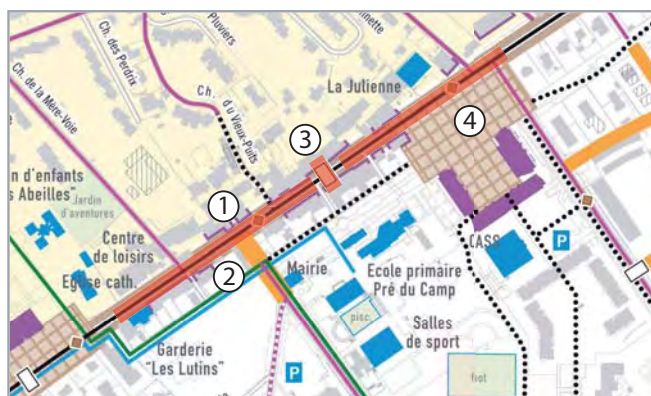 Pluviers
Ch. des Perdrix
Ch. de la Mère-Voie
La Julienne
Ch.
du Vieux-Puits
3
4
n d'enfants
s Abeilles"
Jardin
d'aventures
1
Centre
de loisirs
Eglise cath.
2
Mairie
CASS
P
Ecole primaire
Pré du Camp
pisc.
Salles
de sport
Garderie
"Les Lutins"
P